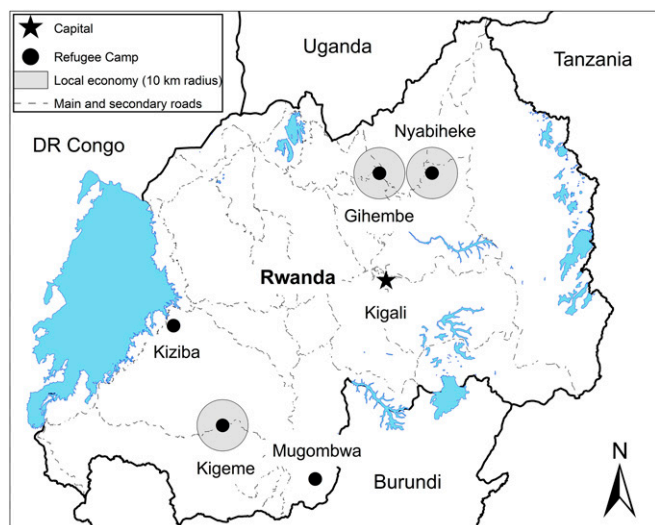 Capital
Refugee Camp
Local economy (10 km radius)
Main and secondary roads
Uganda
Tanzania
DR Congo
Nyabiheke
Gihembe
Rwanda
Kigali
Kiziba
Kigeme
Mugombwa
Burundi
N